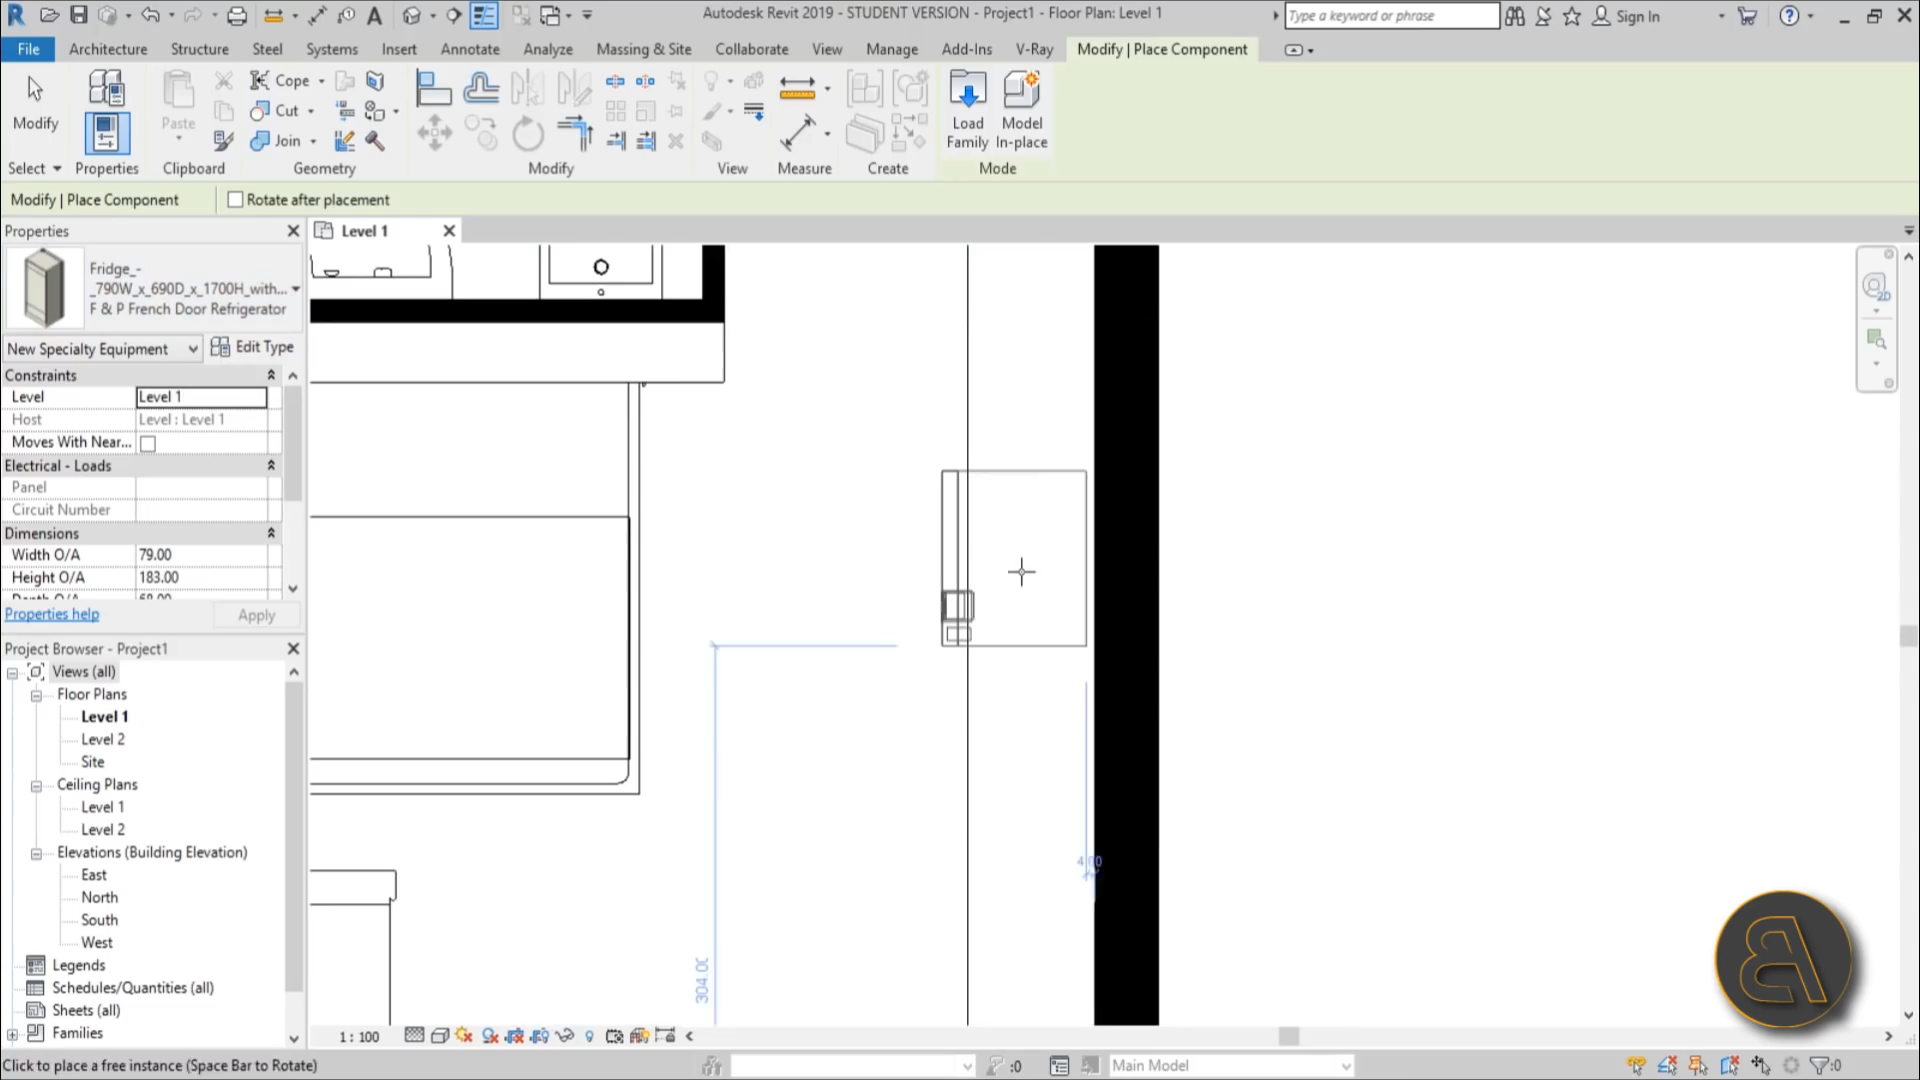 Autodesk Revit 2019 - STUDENT VERSION - Project1 - Floor Plan: Level 1
Type a keyword or phrase
Sign In
File Architecture Structure Steel Systems Insert Annotate Analyze Massing & Site Collaborate View Manage Add-Ins V-Ray Modify | Place Component
Modify
Paste
Cope
Cut
Join
Load Family
Model In-place
Select Properties Clipboard Geometry Modify View Measure Create Mode
Modify | Place Component Rotate after placement
Properties
Level 1
Fridge_-
_790W_x_690D_x_1700H_with...
F & P French Door Refrigerator
New Specialty Equipment Edit Type
Constraints
Level Level 1
Host Level : Level 1
Moves With Near...
Electrical - Loads
Panel
Circuit Number
Dimensions
Width O/A 79.00
Height O/A 183.00
Properties help Apply
Project Browser - Project1
Views (all)
Floor Plans
Level 1
Level 2
Site
Ceiling Plans
Level 1
Level 2
Elevations (Building Elevation)
East
North
South
West
Legends
Schedules/Quantities (all)
Sheets (all)
Families
2D
4.00
304.00
1 : 100
Click to place a free instance (Space Bar to Rotate)
:0
Main Model
:0